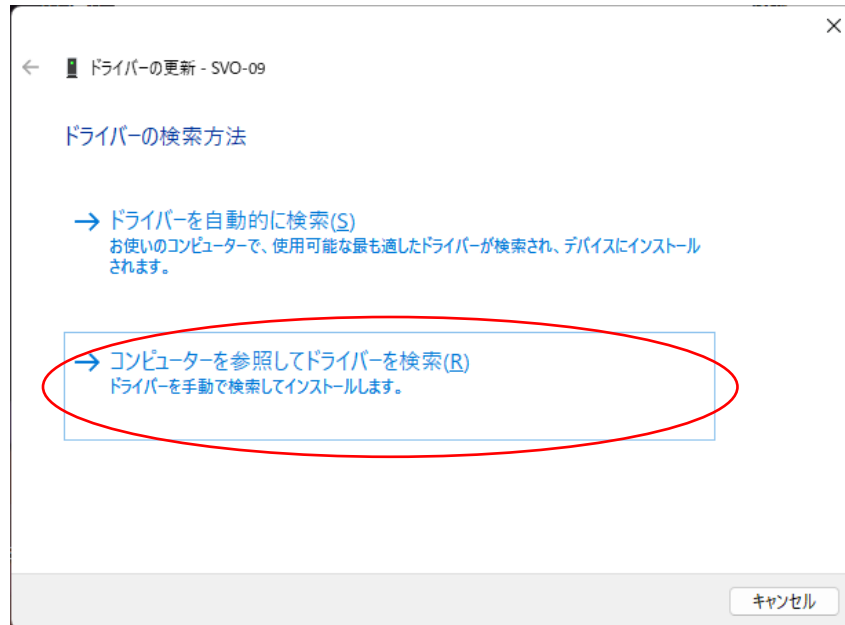 ドライバーの更新 - SVO-09
ドライバーの検索方法
ドライバーを自動的に検索(S)
お使いのコンピューターで、使用可能な最も適したドライバーが検索され、デバイスにインストール
されます。
コンピューターを参照してドライバーを検索(R)
ドライバーを手動で検索してインストールします。
キャンセル